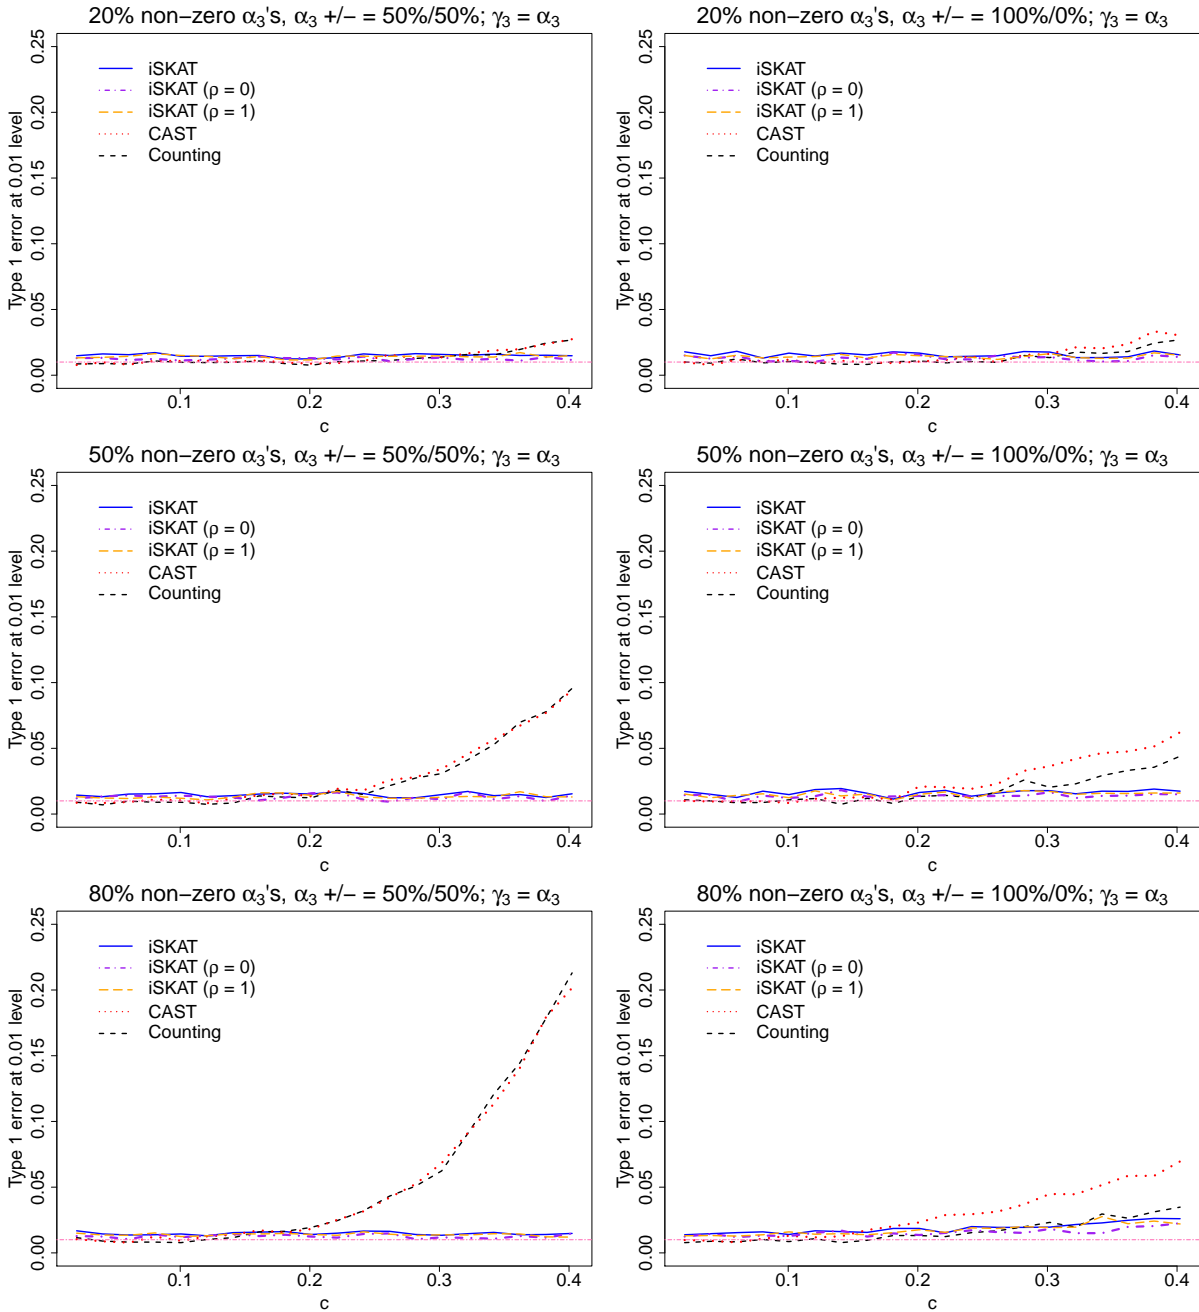 20% non−zero α₃'s, α₃ +/− = 50%/50%; γ₃ = α₃
Type 1 error at 0.01 level
0.00 0.05 0.10 0.15 0.20 0.25
iSKAT
iSKAT (ρ = 0)
iSKAT (ρ = 1)
CAST
Counting
0.1 0.2 0.3 0.4
c
20% non−zero α₃'s, α₃ +/− = 100%/0%; γ₃ = α₃
Type 1 error at 0.01 level
0.00 0.05 0.10 0.15 0.20 0.25
iSKAT
iSKAT (ρ = 0)
iSKAT (ρ = 1)
CAST
Counting
0.1 0.2 0.3 0.4
c
50% non−zero α₃'s, α₃ +/− = 50%/50%; γ₃ = α₃
Type 1 error at 0.01 level
0.00 0.05 0.10 0.15 0.20 0.25
iSKAT
iSKAT (ρ = 0)
iSKAT (ρ = 1)
CAST
Counting
0.1 0.2 0.3 0.4
c
50% non−zero α₃'s, α₃ +/− = 100%/0%; γ₃ = α₃
Type 1 error at 0.01 level
0.00 0.05 0.10 0.15 0.20 0.25
iSKAT
iSKAT (ρ = 0)
iSKAT (ρ = 1)
CAST
Counting
0.1 0.2 0.3 0.4
c
80% non−zero α₃'s, α₃ +/− = 50%/50%; γ₃ = α₃
Type 1 error at 0.01 level
0.00 0.05 0.10 0.15 0.20 0.25
iSKAT
iSKAT (ρ = 0)
iSKAT (ρ = 1)
CAST
Counting
0.1 0.2 0.3 0.4
c
80% non−zero α₃'s, α₃ +/− = 100%/0%; γ₃ = α₃
Type 1 error at 0.01 level
0.00 0.05 0.10 0.15 0.20 0.25
iSKAT
iSKAT (ρ = 0)
iSKAT (ρ = 1)
CAST
Counting
0.1 0.2 0.3 0.4
c